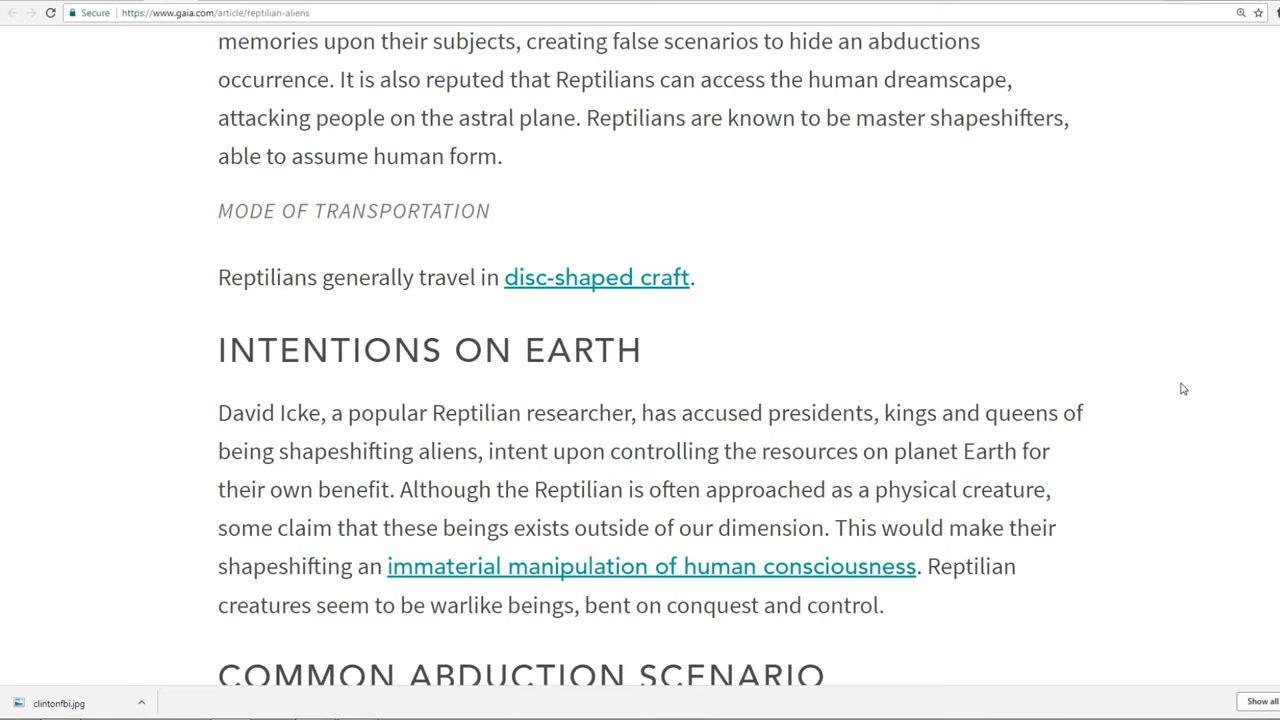 Secure
https://www.gaia.com/article/reptilian-aliens
memories upon their subjects, creating false scenarios to hide an abductions
occurrence. It is also reputed that Reptilians can access the human dreamscape,
attacking people on the astral plane. Reptilians are known to be master shapeshifters,
able to assume human form.
MODE OF TRANSPORTATION
Reptilians generally travel in disc-shaped craft.
INTENTIONS ON EARTH
David Icke, a popular Reptilian researcher, has accused presidents, kings and queens of
being shapeshifting aliens, intent upon controlling the resources on planet Earth for
their own benefit. Although the Reptilian is often approached as a physical creature,
some claim that these beings exists outside of our dimension. This would make their
shapeshifting an immaterial manipulation of human consciousness. Reptilian
creatures seem to be warlike beings, bent on conquest and control.
COMMON ABDUCTION SCENARIO
clintonfbi.jpg
Show all